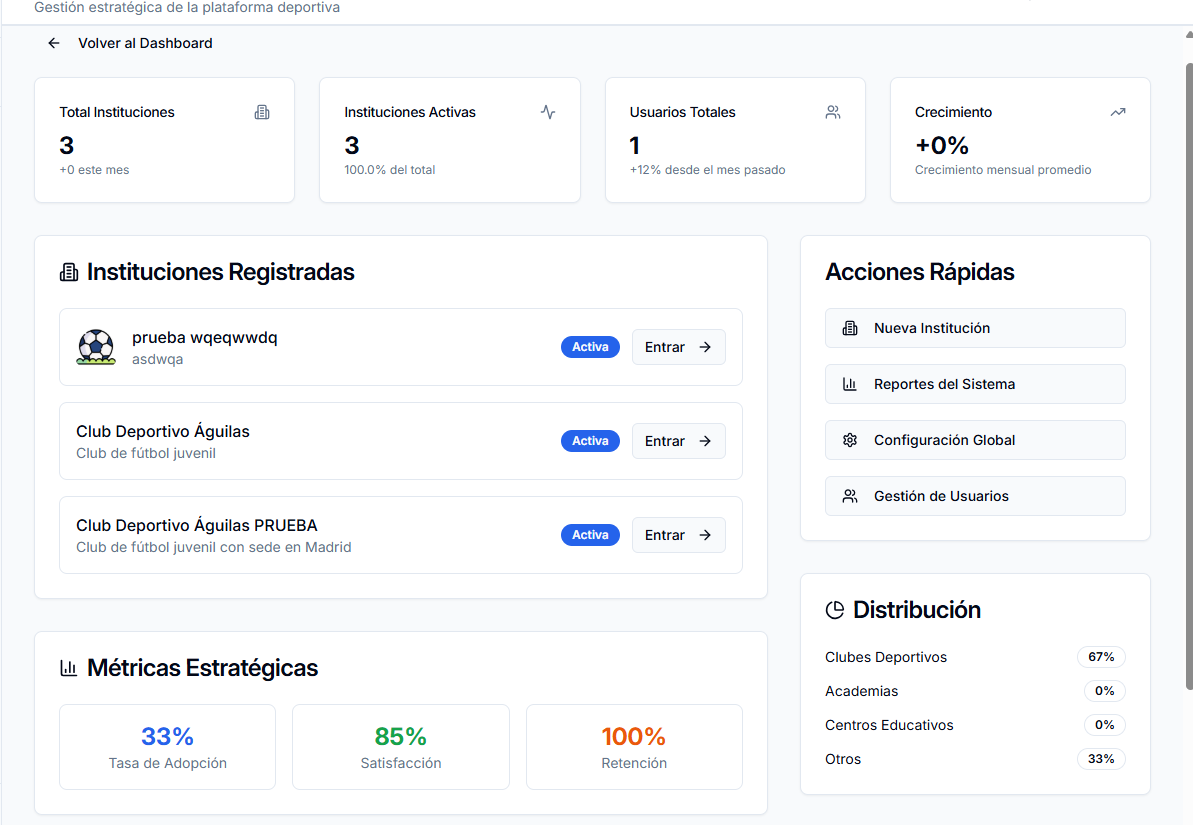 Gestión estratégica de la plataforma deportiva
Volver al Dashboard
Total Instituciones
3
+0 este mes
Instituciones Activas
3
100.0% del total
Usuarios Totales
1
+12% desde el mes pasado
Crecimiento
+0%
Crecimiento mensual promedio
Instituciones Registradas
prueba wqeqwwdq
asdwqa
Activa
Entrar
Club Deportivo Águilas
Club de fútbol juvenil
Activa
Entrar
Club Deportivo Águilas PRUEBA
Club de fútbol juvenil con sede en Madrid
Activa
Entrar
Acciones Rápidas
Nueva Institución
Reportes del Sistema
Configuración Global
Gestión de Usuarios
Métricas Estratégicas
33%
Tasa de Adopción
85%
Satisfacción
100%
Retención
Distribución
Clubes Deportivos 67%
Academias 0%
Centros Educativos 0%
Otros 33%